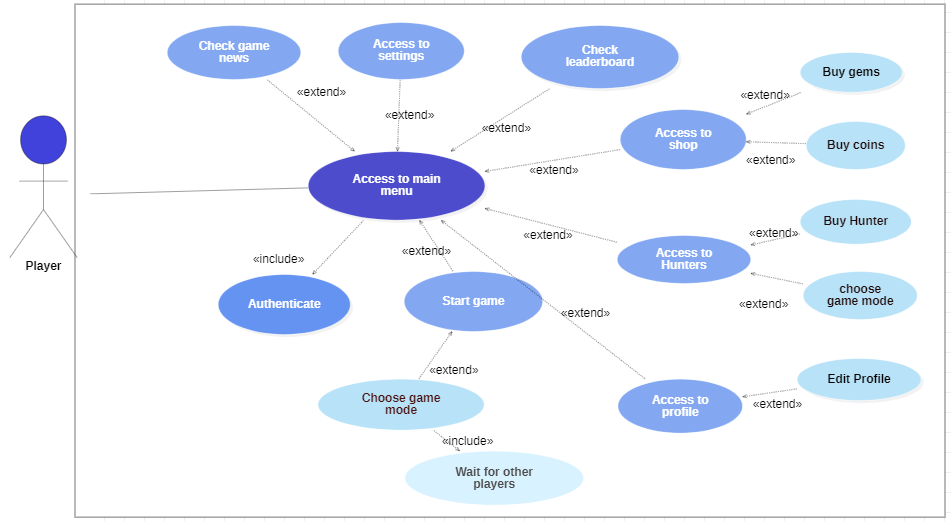 Check game
news
Access to
settings
Check
leaderboard
Buy gems
«extend»
«extend»
«extend»
«extend»
Access to
shop
Buy coins
«extend»
«extend»
Access to main
menu
Buy Hunter
«extend»
«extend»
Player
«include»
«extend»
Access to
Hunters
choose
game mode
Authenticate
Start game
«extend»
«extend»
«extend»
Edit Profile
Choose game
mode
Access to
profile
«extend»
«include»
Wait for other
players